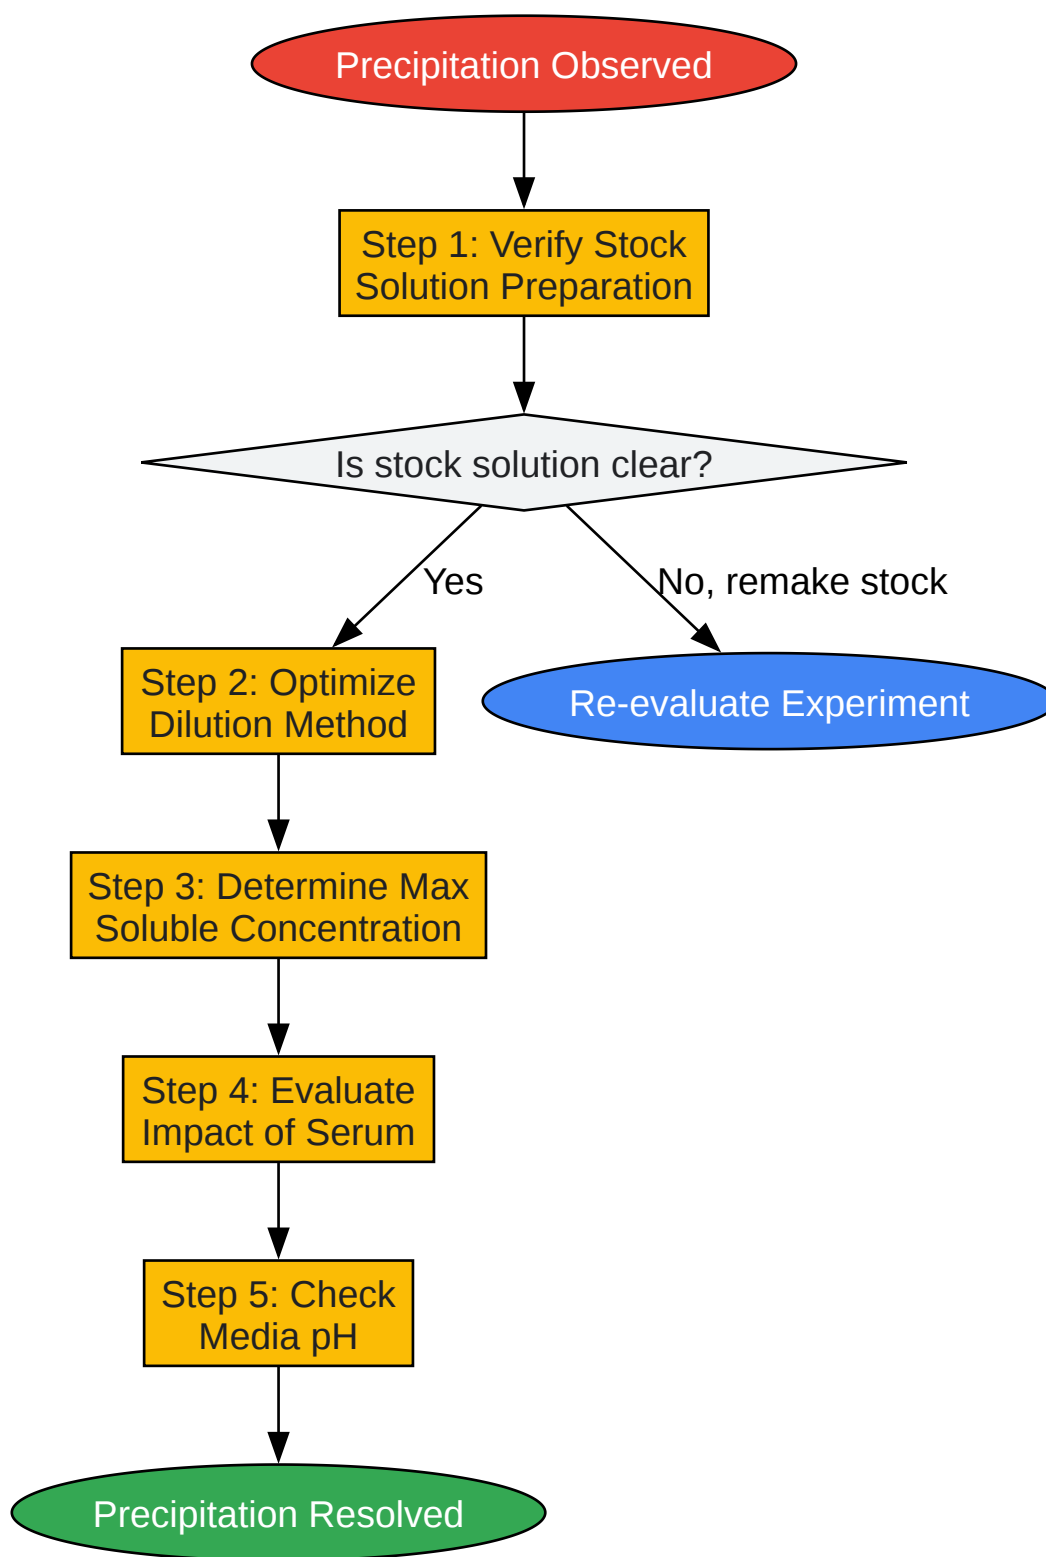 Precipitation Observed
Step 1: Verify Stock
Solution Preparation
Is stock solution clear?
Yes
No, remake stock
Step 2: Optimize
Dilution Method
Re-evaluate Experiment
Step 3: Determine Max
Soluble Concentration
Step 4: Evaluate
Impact of Serum
Step 5: Check
Media pH
Precipitation Resolved